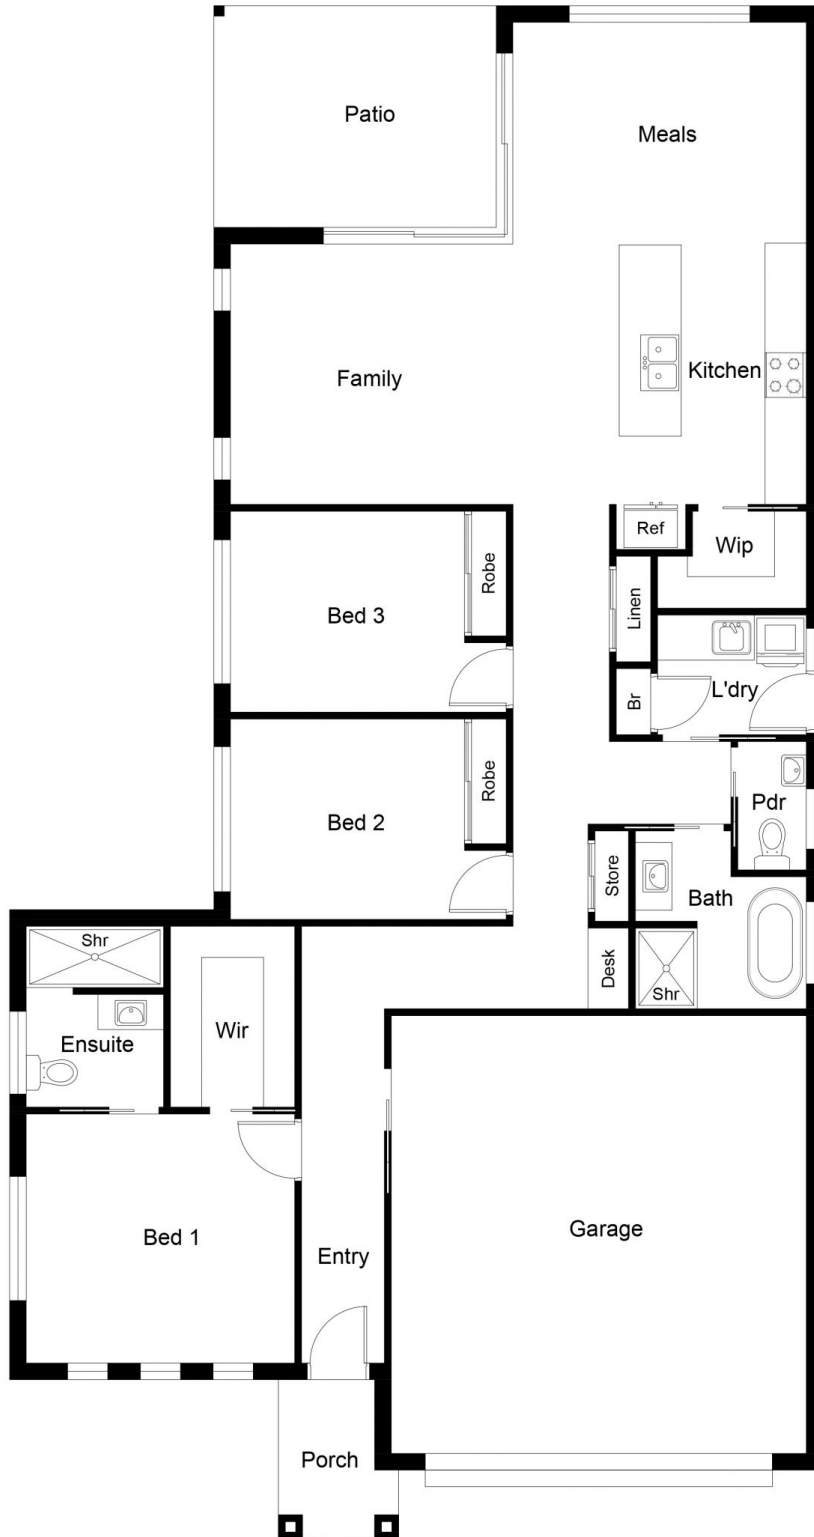 Patio
Meals
Family
Kitchen
Ref
Wip
Robe
Bed 3
Linen
L'dry
Br
Robe
Bed 2
Pdr
Store
Bath
Shr
Desk
Shr
Wir
Ensuite
Bed 1
Garage
Entry
Porch